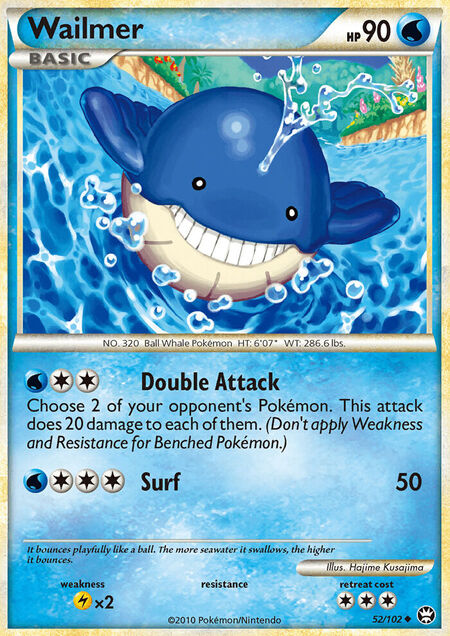 Wailmer HP 90
BASIC
NO. 320 Ball Whale Pokémon HT: 6'07" WT: 286.6 lbs.
Double Attack
Choose 2 of your opponent's Pokémon. This attack
does 20 damage to each of them. (Don't apply Weakness
and Resistance for Benched Pokémon.)
Surf 50
It bounces playfully like a ball. The more seawater it swallows, the higher
it bounces.
Illus. Hajime Kusajima
weakness resistance retreat cost
×2
©2010 Pokémon/Nintendo 52/102